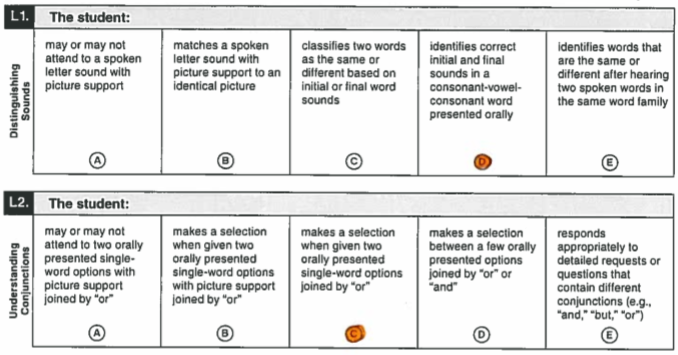 L1. The student:
Distinguishing
Sounds
may or may not
attend to a spoken
letter sound with
picture support
A
matches a spoken
letter sound with
picture support to an
identical picture
B
classifies two words
as the same or
different based on
initial or final word
sounds
C
identifies correct
initial and final
sounds in a
consonant-vowel-
consonant word
presented orally
D
identifies words that
are the same or
different after hearing
two spoken words in
the same word family
E
L2. The student:
Understanding
Conjunctions
may or may not
attend to two orally
presented single-
word options with
picture support
joined by "or"
A
makes a selection
when given two
orally presented
single-word options
with picture support
joined by "or"
B
makes a selection
when given two
orally presented
single-word options
joined by "or"
C
makes a selection
between a few orally
presented options
joined by "or" or
"and"
D
responds
appropriately to
detailed requests or
questions that
contain different
conjunctions (e.g.,
"and," "but," "or")
E